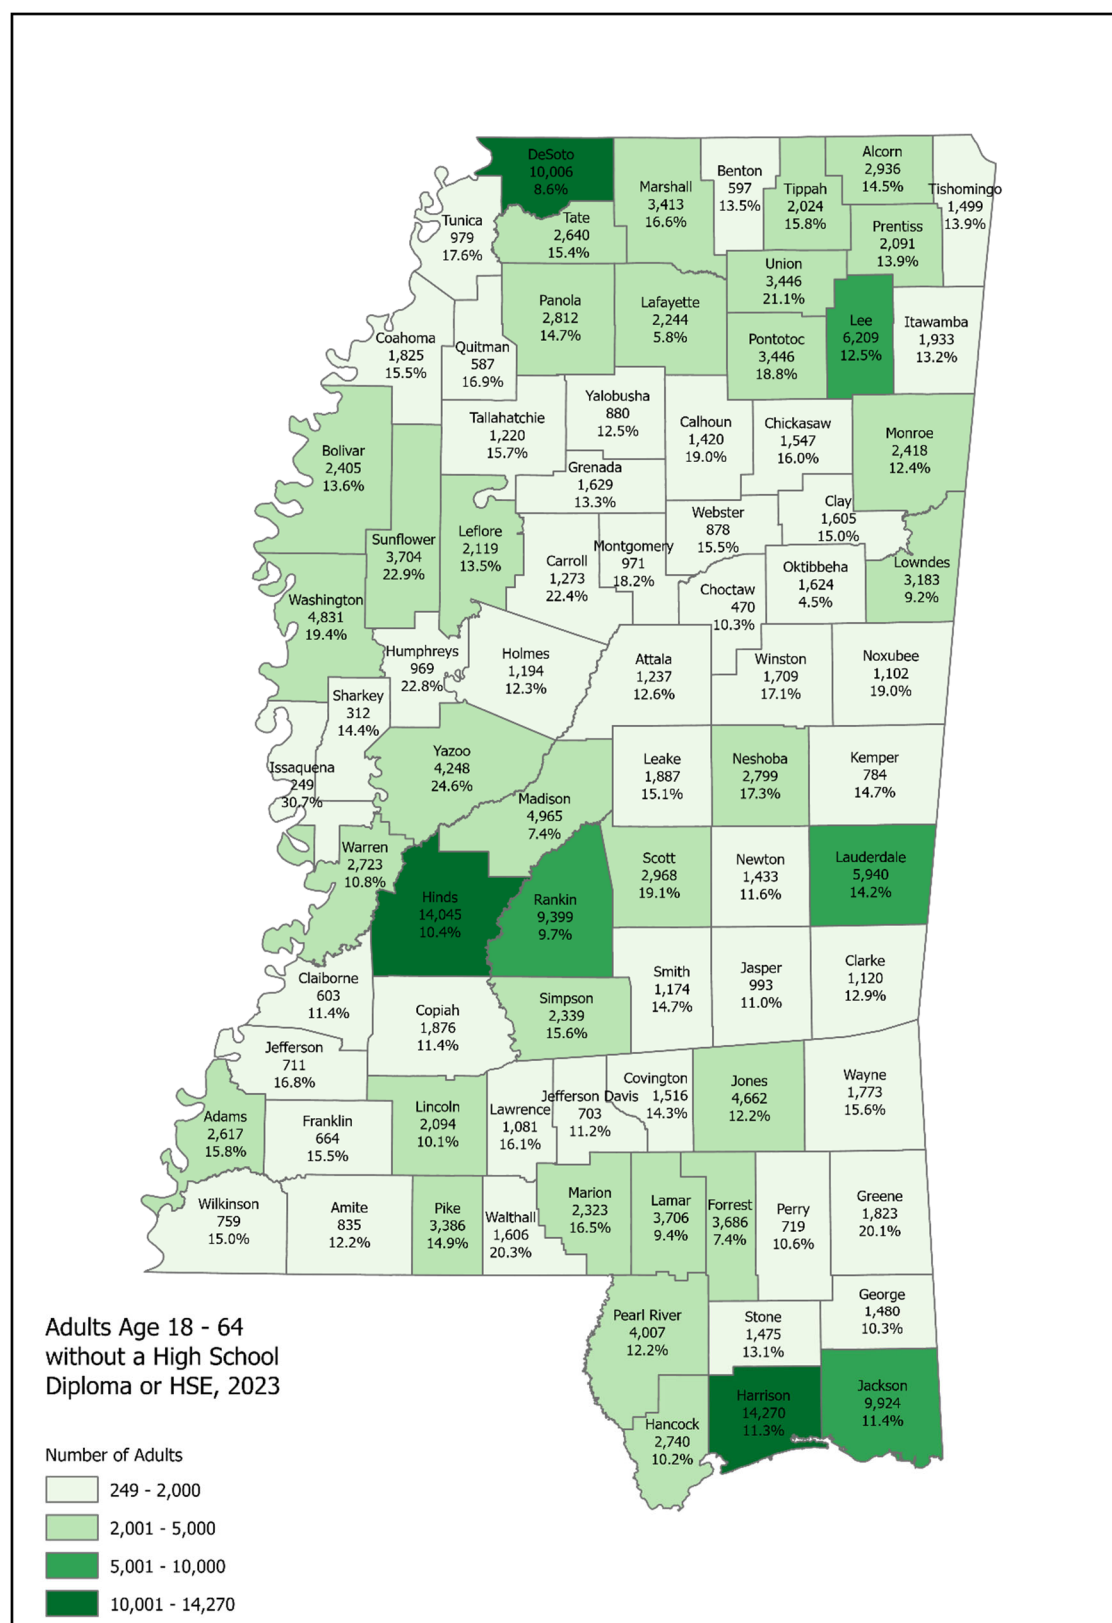 DeSoto
10,006
8.6%
Marshall
3,413
16.6%
Benton
597
13.5%
Tippah
2,024
15.8%
Alcorn
2,936
14.5%
Tishomingo
1,499
13.9%
Tunica
979
17.6%
Tate
2,640
15.4%
Prentiss
2,091
13.9%
Union
3,446
21.1%
Panola
2,812
14.7%
Lafayette
2,244
5.8%
Pontotoc
3,446
18.8%
Lee
6,209
12.5%
Itawamba
1,933
13.2%
Coahoma
1,825
15.5%
Quitman
587
16.9%
Tallahatchie
1,220
15.7%
Yalobusha
880
12.5%
Calhoun
1,420
19.0%
Chickasaw
1,547
16.0%
Monroe
2,418
12.4%
Bolivar
2,405
13.6%
Grenada
1,629
13.3%
Clay
1,605
15.0%
Sunflower
3,704
22.9%
Leflore
2,119
13.5%
Webster
878
15.5%
Carroll
1,273
22.4%
Montgomery
971
18.2%
Choctaw
470
10.3%
Oktibbeha
1,624
4.5%
Lowndes
3,183
9.2%
Washington
4,831
19.4%
Humphreys
969
22.8%
Holmes
1,194
12.3%
Attala
1,237
12.6%
Winston
1,709
17.1%
Noxubee
1,102
19.0%
Sharkey
312
14.4%
Issaquena
249
30.7%
Yazoo
4,248
24.6%
Madison
4,965
7.4%
Leake
1,887
15.1%
Neshoba
2,799
17.3%
Kemper
784
14.7%
Warren
2,723
10.8%
Hinds
14,045
10.4%
Rankin
9,399
9.7%
Scott
2,968
19.1%
Newton
1,433
11.6%
Lauderdale
5,940
14.2%
Claiborne
603
11.4%
Copiah
1,876
11.4%
Simpson
2,339
15.6%
Smith
1,174
14.7%
Jasper
993
11.0%
Clarke
1,120
12.9%
Jefferson
711
16.8%
Adams
2,617
15.8%
Franklin
664
15.5%
Lincoln
2,094
10.1%
Lawrence
1,081
16.1%
Jefferson Davis
703
11.2%
Covington
1,516
14.3%
Jones
4,662
12.2%
Wayne
1,773
15.6%
Wilkinson
759
15.0%
Amite
835
12.2%
Pike
3,386
14.9%
Walthall
1,606
20.3%
Marion
2,323
16.5%
Lamar
3,706
9.4%
Forrest
3,686
7.4%
Perry
719
10.6%
Greene
1,823
20.1%
Pearl River
4,007
12.2%
Stone
1,475
13.1%
George
1,480
10.3%
Hancock
2,740
10.2%
Harrison
14,270
11.3%
Jackson
9,924
11.4%
Adults Age 18 - 64
without a High School
Diploma or HSE, 2023
Number of Adults
249 - 2,000
2,001 - 5,000
5,001 - 10,000
10,001 - 14,270